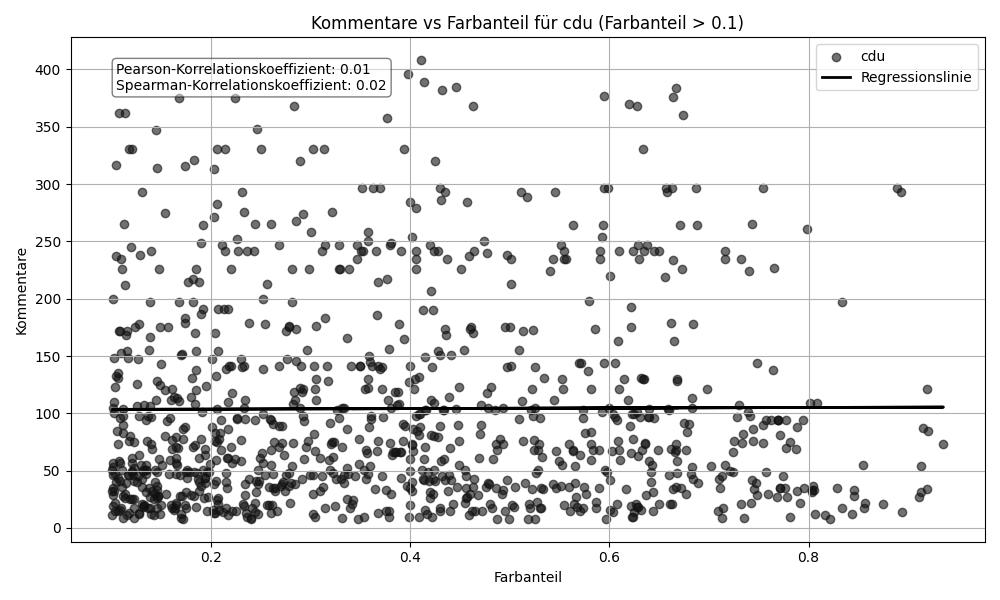 Kommentare vs Farbanteil für cdu (Farbanteil > 0.1)
Pearson-Korrelationskoeffizient: 0.01
Spearman-Korrelationskoeffizient: 0.02
cdu
Regressionslinie
Kommentare
400
350
300
250
200
150
100
50
0
0.2 0.4 0.6 0.8
Farbanteil